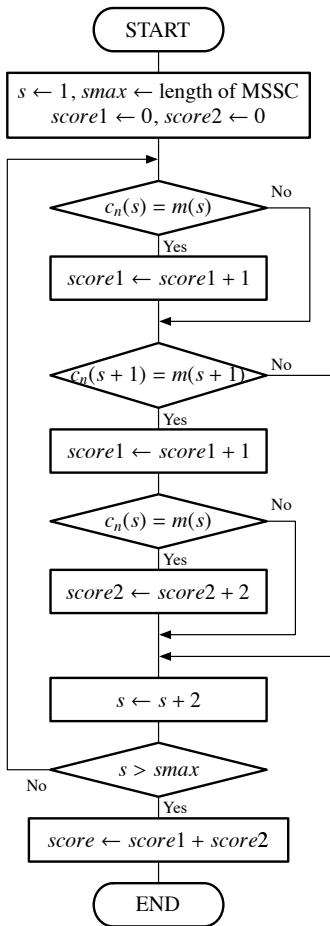 START
s ← 1, smax ← length of MSSC
score1 ← 0, score2 ← 0
cₙ(s) = m(s)
No
Yes
score1 ← score1 + 1
cₙ(s + 1) = m(s + 1)
No
Yes
score1 ← score1 + 1
cₙ(s) = m(s)
No
Yes
score2 ← score2 + 2
s ← s + 2
s > smax
No
Yes
score ← score1 + score2
END